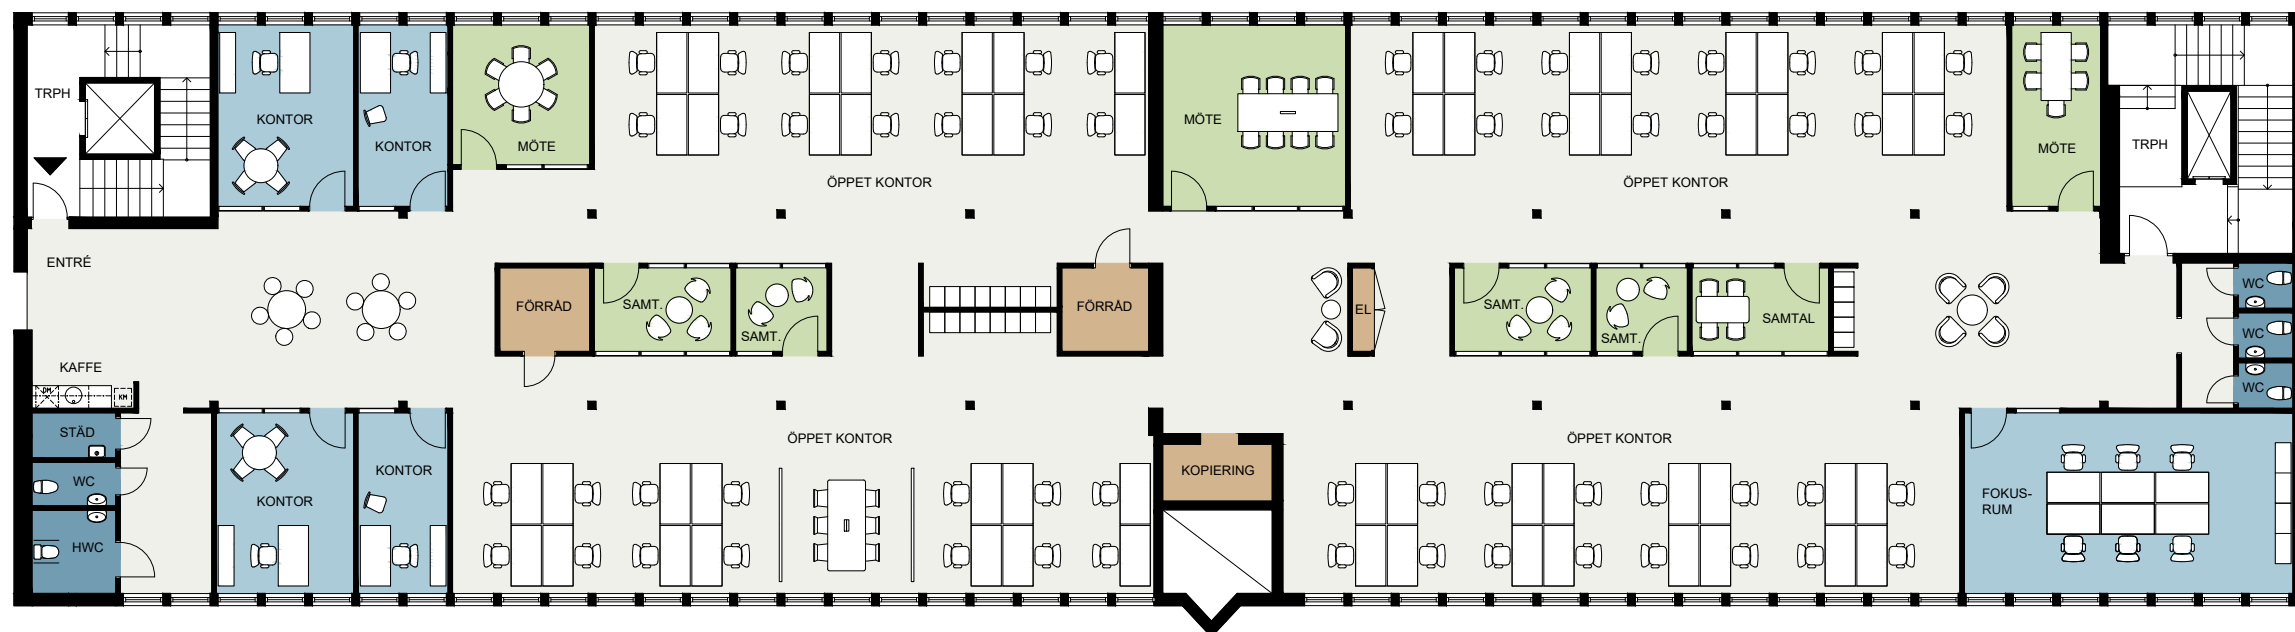 TRPH
KONTOR
KONTOR
MÖTE
ÖPPET KONTOR
MÖTE
ÖPPET KONTOR
MÖTE
TRPH
ENTRÉ
FÖRRÅD
SAMT.
SAMT.
FÖRRÅD
EL
SAMT.
SAMT.
SAMTAL
WC
WC
WC
KAFFE
DM
KM
STÄD
WC
HWC
KONTOR
KONTOR
ÖPPET KONTOR
KOPIERING
ÖPPET KONTOR
FOKUS-
RUM